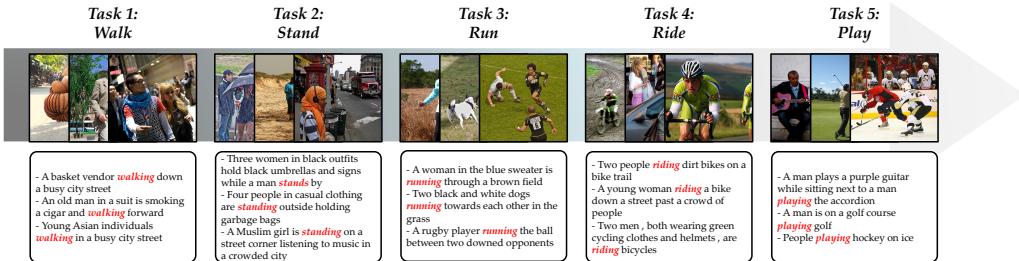 Task 1:
Walk
Task 2:
Stand
Task 3:
Run
Task 4:
Ride
Task 5:
Play
- A basket vendor walking down
a busy city street
- An old man in a suit is smoking
a cigar and walking forward
- Young Asian individuals
walking in a busy city street
- Three women in black outfits
hold black umbrellas and signs
while a man stands by
- Four people in casual clothing
are standing outside holding
garbage bags
- A Muslim girl is standing on a
street corner listening to music in
a crowded city
- A woman in the blue sweater is
running through a brown field
- Two black and white dogs
running towards each other in the
grass
- A rugby player running the ball
between two downed opponents
- Two people riding dirt bikes on a
bike trail
- A young woman riding a bike
down a street past a crowd of
people
- Two men , both wearing green
cycling clothes and helmets , are
riding bicycles
- A man plays a purple guitar
while sitting next to a man
playing the accordion
- A man is on a golf course
playing golf
- People playing hockey on ice